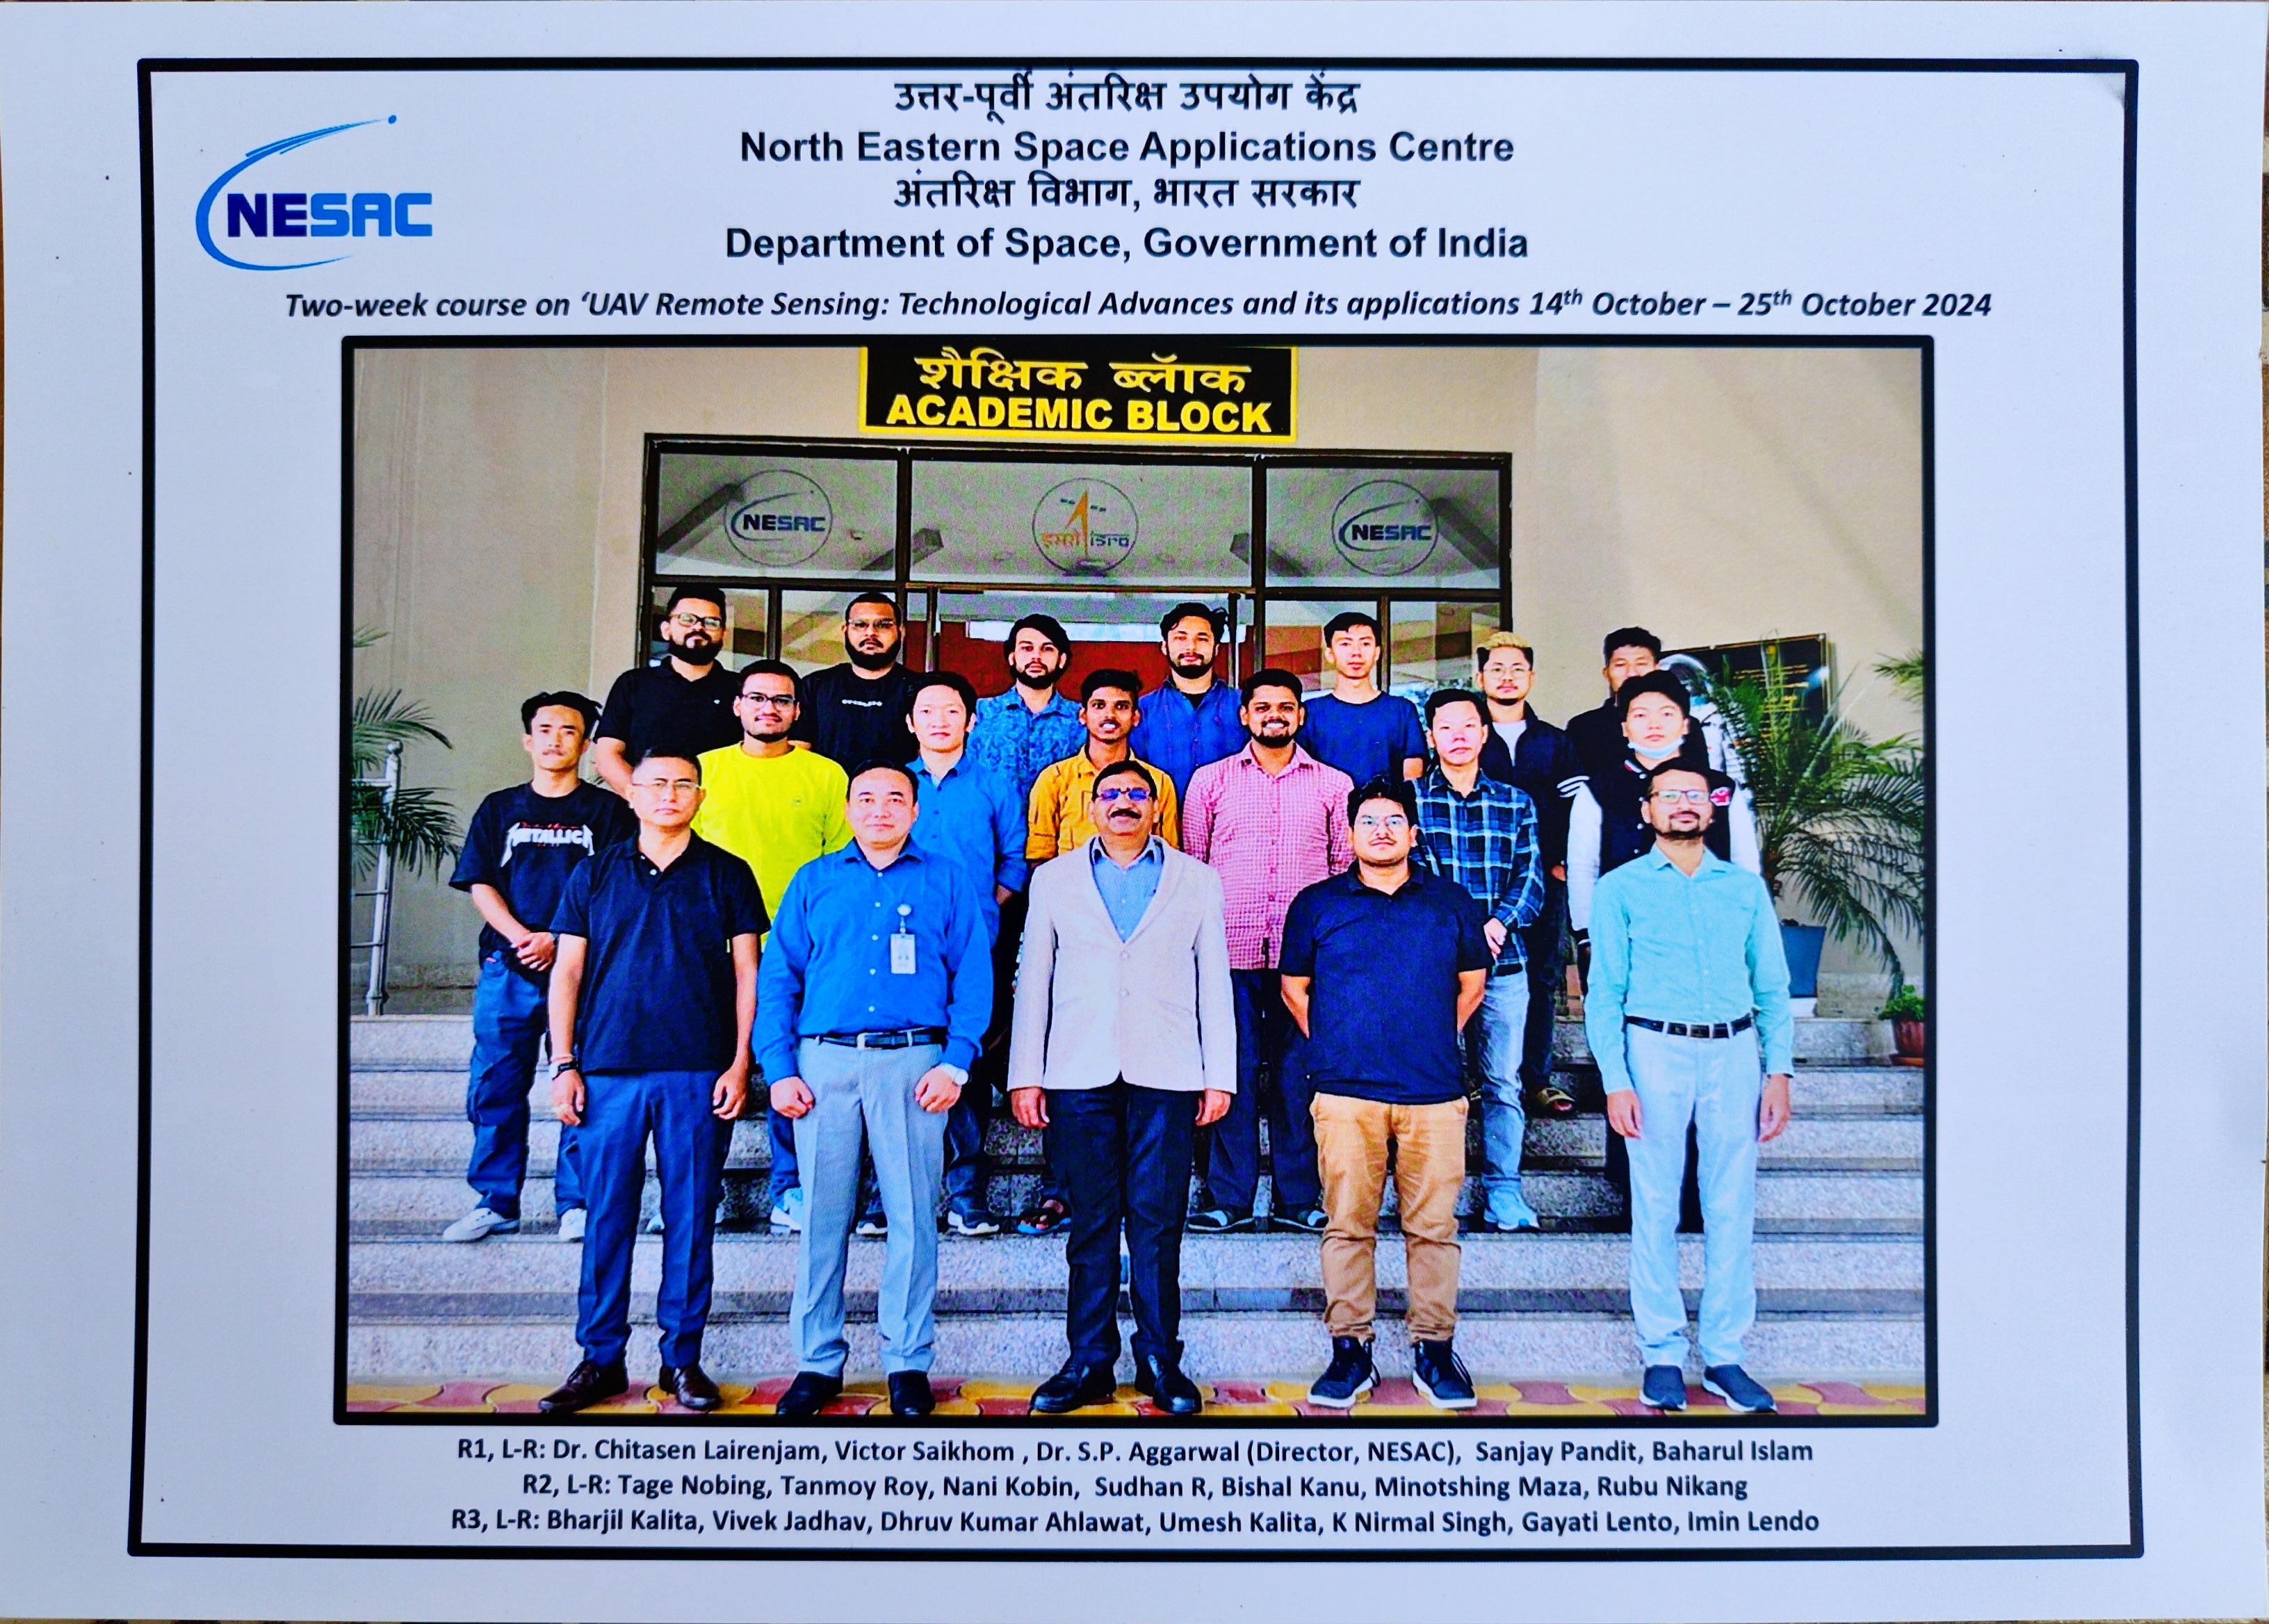 उत्तर-पूर्वी अंतरिक्ष उपयोग केंद्र
NESAC
North Eastern Space Applications Centre
अंतरिक्ष विभाग, भारत सरकार
Department of Space, Government of India
Two-week course on ‘UAV Remote Sensing: Technological Advances and its applications 14th October – 25th October 2024
शैक्षिक ब्लॉक
ACADEMIC BLOCK
NESAC
इसरो isro
NESAC
METALLICA
R1, L-R: Dr. Chitasen Lairenjam, Victor Saikhom , Dr. S.P. Aggarwal (Director, NESAC), Sanjay Pandit, Baharul Islam
R2, L-R: Tage Nobing, Tanmoy Roy, Nani Kobin, Sudhan R, Bishal Kanu, Minotshing Maza, Rubu Nikang
R3, L-R: Bharjil Kalita, Vivek Jadhav, Dhruv Kumar Ahlawat, Umesh Kalita, K Nirmal Singh, Gayati Lento, Imin Lendo